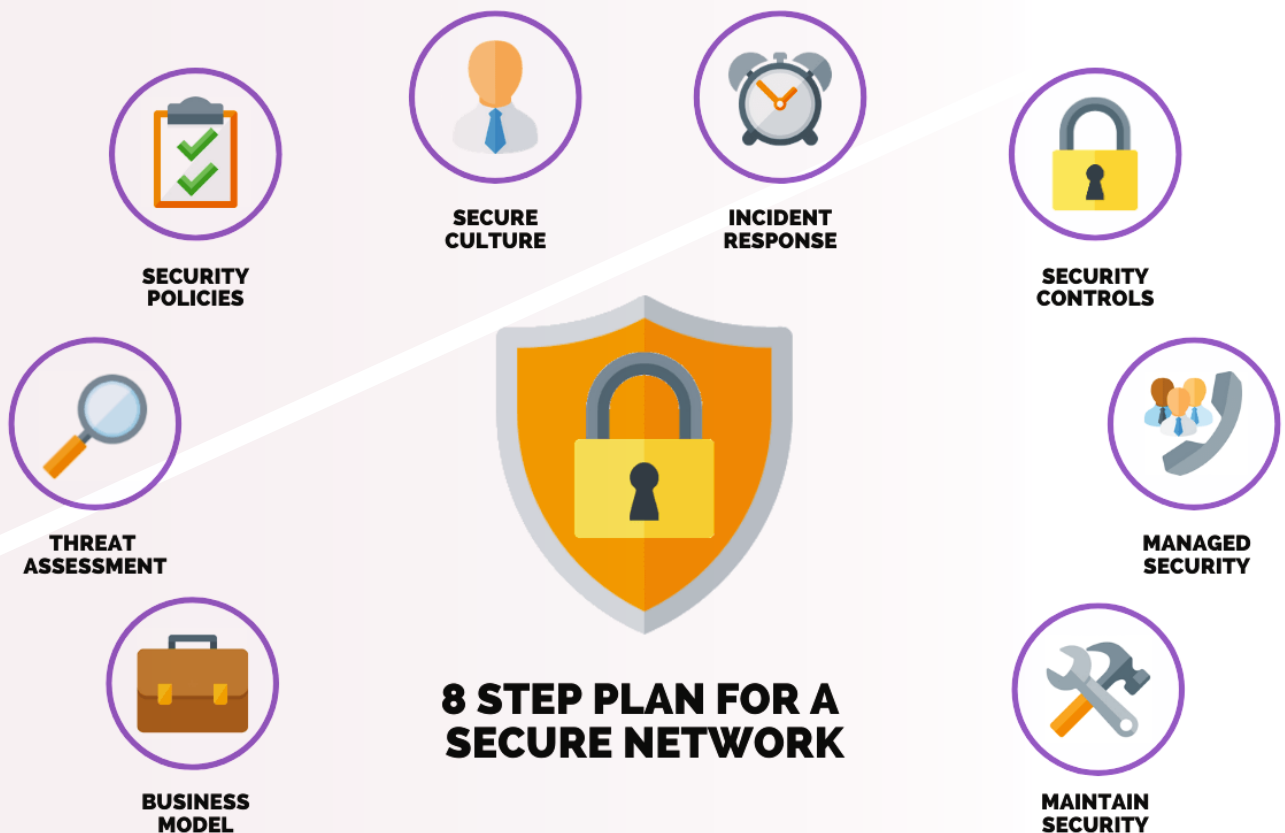 SECURE
CULTURE
INCIDENT
RESPONSE
SECURITY
POLICIES
SECURITY
CONTROLS
THREAT
ASSESSMENT
MANAGED
SECURITY
8 STEP PLAN FOR A
SECURE NETWORK
BUSINESS
MODEL
MAINTAIN
SECURITY